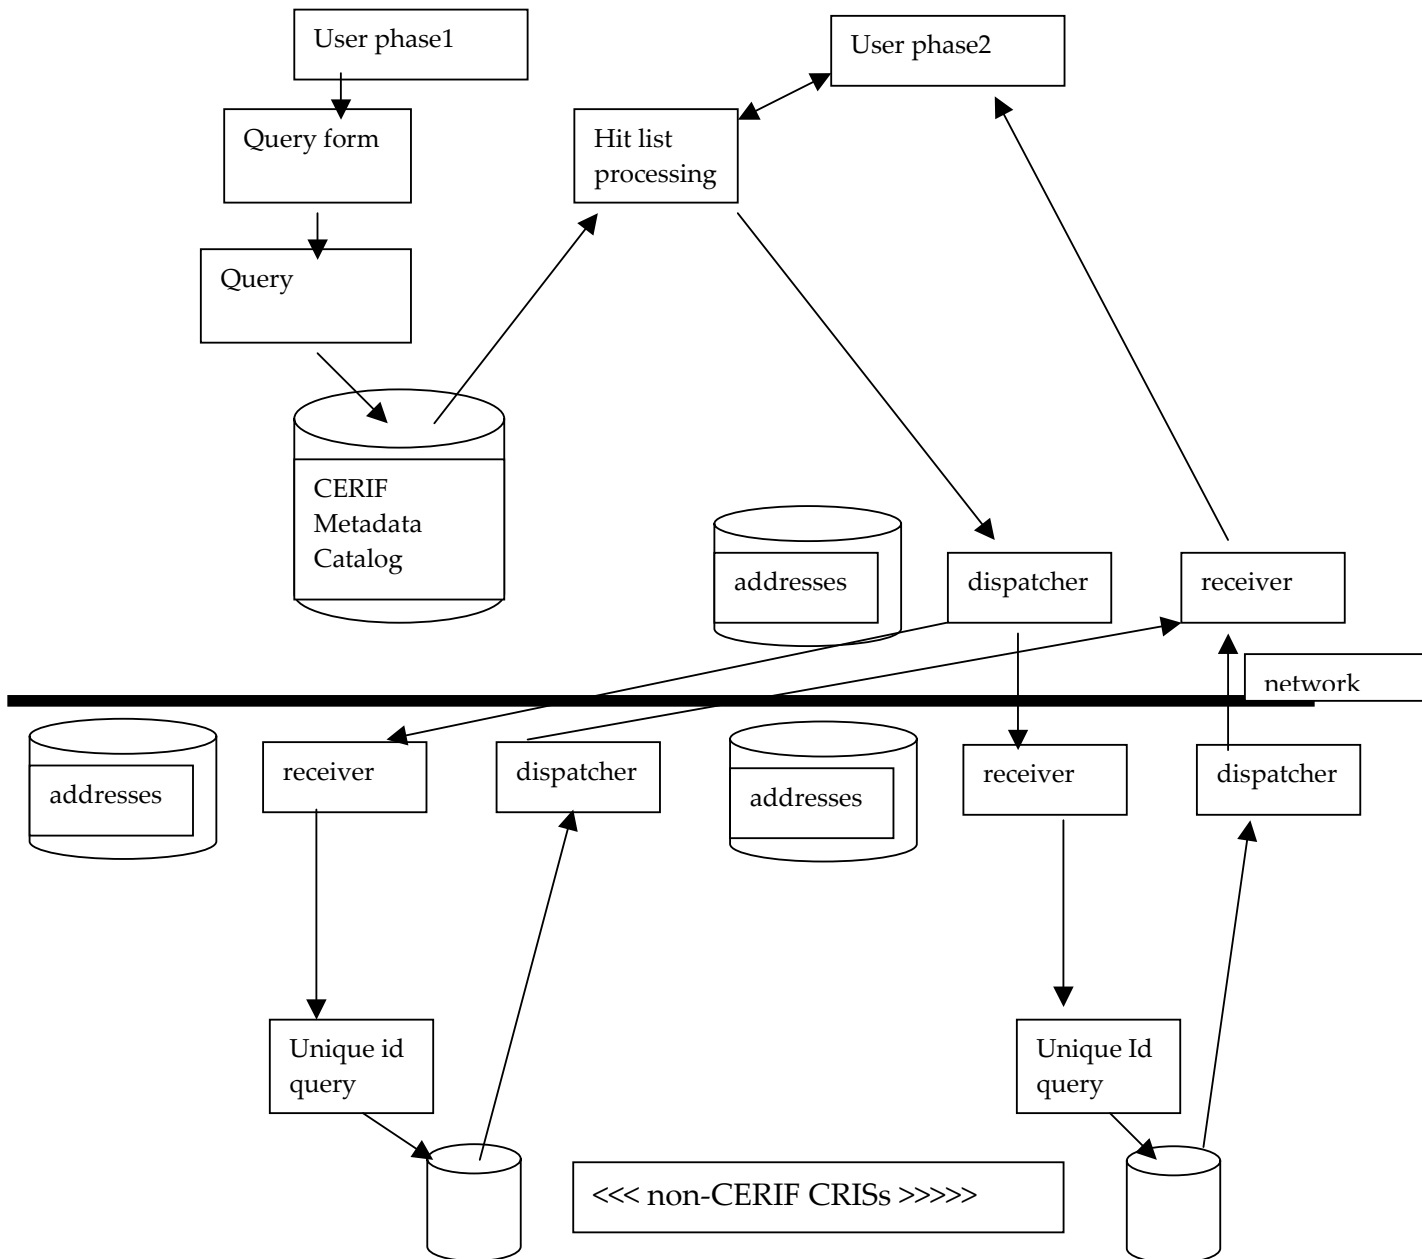 User phase1
User phase2
Query form
Hit list
processing
Query
CERIF
Metadata
Catalog
addresses
dispatcher
receiver
network
addresses
receiver
dispatcher
addresses
receiver
dispatcher
Unique id
query
Unique Id
query
<<< non-CERIF CRISs >>>>>